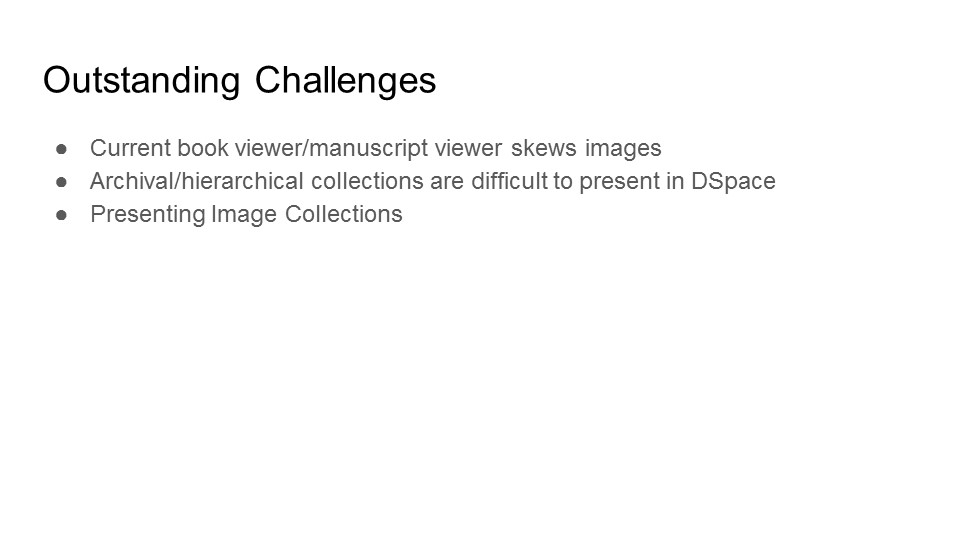 Outstanding Challenges
● Current book viewer/manuscript viewer skews images
● Archival/hierarchical collections are difficult to present in DSpace
● Presenting Image Collections